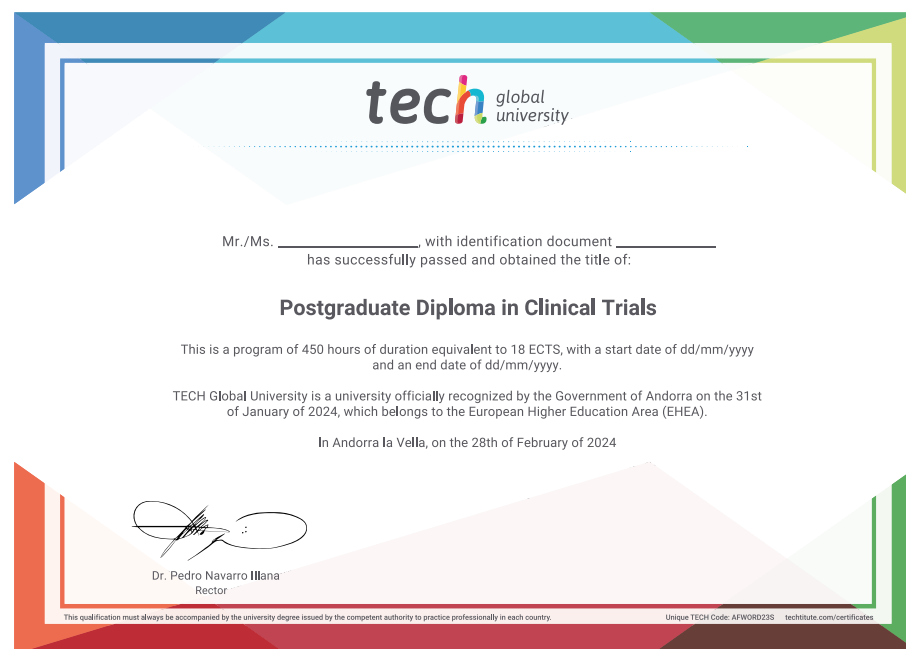 tech global university
Mr./Ms. ____________, with identification document ____________
has successfully passed and obtained the title of:
Postgraduate Diploma in Clinical Trials
This is a program of 450 hours of duration equivalent to 18 ECTS, with a start date of dd/mm/yyyy
and an end date of dd/mm/yyyy.
TECH Global University is a university officially recognized by the Government of Andorra on the 31st
of January of 2024, which belongs to the European Higher Education Area (EHEA).
In Andorra la Vella, on the 28th of February of 2024
Dr. Pedro Navarro Illana
Rector
This qualification must always be accompanied by the university degree issued by the competent authority to practice professionally in each country.
Unique TECH Code: AFWORD23S techtitute.com/certificates